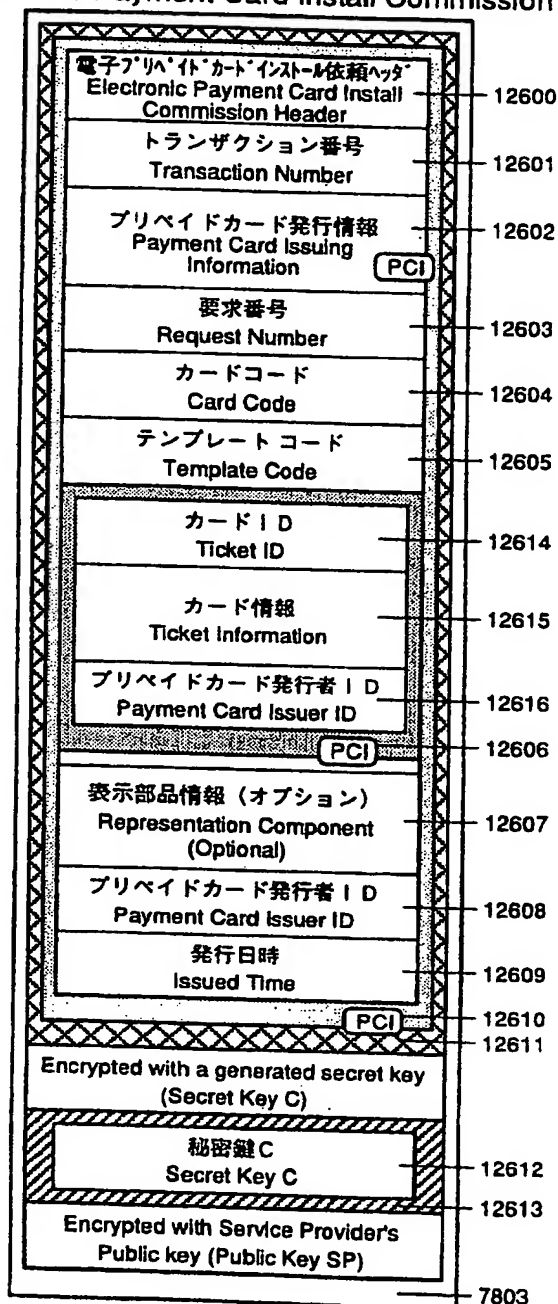 Payment Card Install Commission
電子プリペイドカードインストール依頼ヘッダ
Electronic Payment Card Install
Commission Header
12600
トランザクション番号
Transaction Number
12601
プリペイドカード発行情報
Payment Card Issuing
Information
PCI
12602
要求番号
Request Number
12603
カードコード
Card Code
12604
テンプレート コード
Template Code
12605
カードID
Ticket ID
12614
カード情報
Ticket Information
12615
プリペイドカード発行者ID
Payment Card Issuer ID
12616
PCI
12606
表示部品情報(オプション)
Representation Component
(Optional)
12607
プリペイドカード発行者ID
Payment Card Issuer ID
12608
発行日時
Issued Time
12609
PCI
12610
12611
Encrypted with a generated secret key
(Secret Key C)
秘密鍵C
Secret Key C
12612
12613
Encrypted with Service Provider's
Public key (Public Key SP)
7803